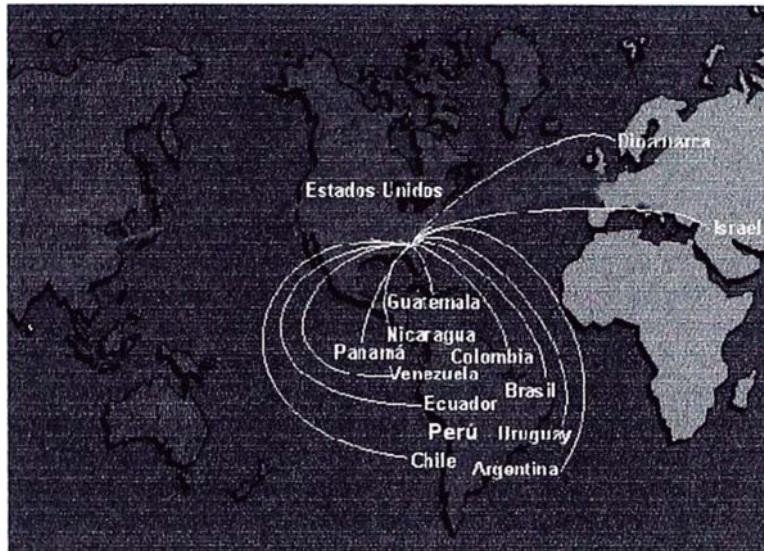 Dinamarca
Estados Unidos
Israel
Guatemala
Nicaragua
Panamá
Colombia
Venezuela
Brasil
Ecuador
Perú
Uruguay
Chile
Argentina